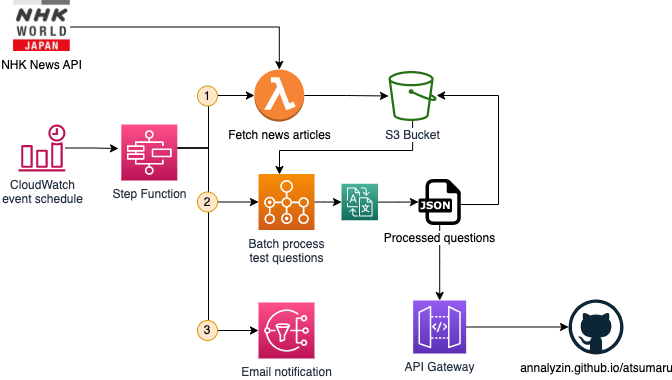 NHK
WORLD
JAPAN
NHK News API
1
Fetch news articles
S3 Bucket
CloudWatch
event schedule
Step Function
2
Batch process
test questions
A
文
JSON
Processed questions
3
Email notification
</>
API Gateway
annalyzin.github.io/atsumaru